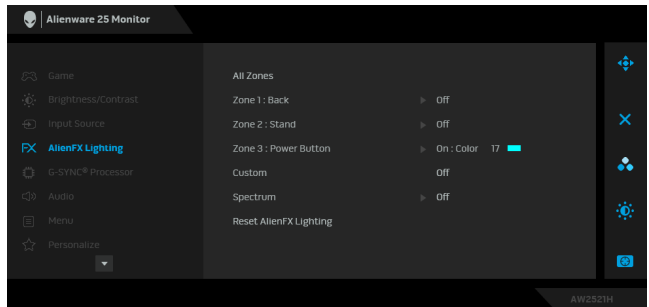 Alienware 25 Monitor
Game
Brightness/Contrast
Input Source
FX AlienFX Lighting
G-SYNC® Processor
Audio
Menu
Personalize
All Zones
Zone 1 : Back Off
Zone 2 : Stand Off
Zone 3 : Power Button On : Color 17
Custom Off
Spectrum Off
Reset AlienFX Lighting
AW2521H